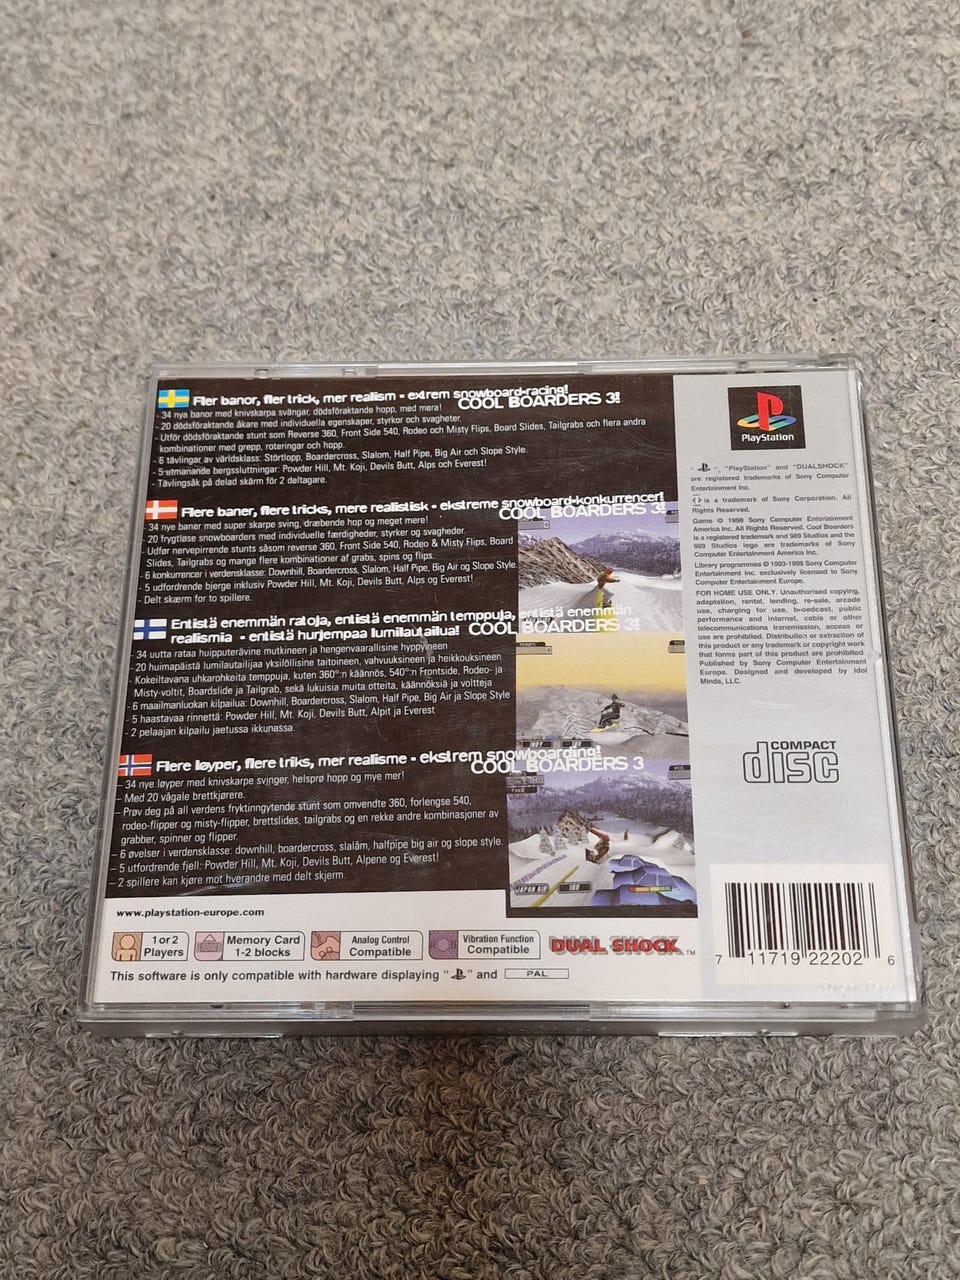 Fler banor, fler trick, mer realism - extrem snowboard-racing!
COOL BOARDERS 3!
- 34 nya banor med knivskarpa svängar, dödsföraktande hopp, med mera!
- 20 dödsföraktande åkare med individuella egenskaper, styrkor och svagheter.
- Utför dödsföraktande stunt som Reverse 360, Front Side 540, Rodeo och Misty Flips, Board Slides, Tailgrabs och flera andra
kombinationer med grepp, roteringar och hopp.
- 6 tävlingar av världsklass: Störtlopp, Boardercross, Slalom, Half Pipe, Big Air och Slope Style.
- 5 utmanande bergssluttningar: Powder Hill, Mt. Koji, Devils Butt, Alps och Everest!
- Tävlingsåk på delad skärm för 2 deltagare.
Flere baner, flere tricks, mere realistisk - ekstreme snowboard-konkurrencer!
COOL BOARDERS 3!
- 34 nye baner med super skarpe sving, dræbende hop og meget mere!
- 20 frygtløse snowboarders med individuelle færdigheder, styrker og svagheder.
- Udfør nervepirrende stunts såsom reverse 360, Front Side 540, Rodeo & Misty Flips, Board
Slides, Tailgrabs og mange flere kombinationer af grabs, spins og flips.
- 6 konkurrencer i verdensklasse: Downhill, Boardercross, Slalom, Half Pipe, Big Air og Slope Style.
- 5 udfordrende bjerge inklusiv Powder Hill, Mt. Koji, Devils Butt, Alps og Everest!
- Delt skærm for to spillere.
Entistä enemmän ratoja, entistä enemmän temppuja, entistä enemmän
realismia - entistä hurjempaa lumilautailua! COOL BOARDERS 3!
34 uutta rataa huipputerävine mutkineen ja hengenvaarallisine hyppyineen
- 20 huimapäistä lumilautailijaa yksilöllisine taitoineen, vahvuuksineen ja heikkouksineen
- Kokeiltavana uhkarohkeita temppuja, kuten 360°:n käännös, 540°:n Frontside, Rodeo- ja
Misty-voltit, Boardslide ja Tailgrab, sekä lukuisia muita otteita, käännöksiä ja voltteja
- 6 maailmanluokan kilpailua: Downhill, Boardercross, Slalom, Half Pipe, Big Air ja Slope Style
- 5 haastavaa rinnettä: Powder Hill, Mt. Koji, Devils Butt, Alpit ja Everest
- 2 pelaajan kilpailu jaetussa ikkunassa.
Flere løyper, flere triks, mer realisme - ekstrem snowboarding!
COOL BOARDERS 3
– 34 nye løyper med knivskarpe svinger, helsprø hopp og mye mer!
– Med 20 vågale brettkjørere.
– Prøv deg på all verdens fryktinngytende stunt som omvendte 360, forlengse 540,
rodeo-flipper og misty-flipper, brettslides, tailgrabs og en rekke andre kombinasjoner av
grabber, spinner og flipper.
– 6 øvelser i verdensklasse: downhill, boardercross, slalåm, halfpipe big air og slope style.
– 5 utfordrende fjell: Powder Hill, Mt. Koji, Devils Butt, Alpene og Everest!
– 2 spillere kan kjøre mot hverandre med delt skjerm.
JAPAN AIR
180
www.playstation-europe.com
1 or 2
Players
Memory Card
1-2 blocks
Analog Control
Compatible
Vibration Function
Compatible
DUAL SHOCK™
This software is only compatible with hardware displaying " " and PAL
PlayStation
" ", "PlayStation" and "DUALSHOCK"
are registered trademarks of Sony Computer
Entertainment Inc.
is a trademark of Sony Corporation. All
Rights Reserved.
Game © 1998 Sony Computer Entertainment
America Inc. All Rights Reserved. Cool Boarders
is a registered trademark and 989 Studios and the
989 Studios logo are trademarks of Sony
Computer Entertainment America Inc.
Library programmes © 1993-1999 Sony Computer
Entertainment Inc. exclusively licensed to Sony
Computer Entertainment Europe.
FOR HOME USE ONLY. Unauthorised copying,
adaptation, rental, lending, re-sale, arcade
use, charging for use, broadcast, public
performance and internet, cable or other
telecommunications transmission, access or
use are prohibited. Distribution or extraction of
this product or any trademark or copyright work
that forms part of this product are prohibited.
Published by Sony Computer Entertainment
Europe. Designed and developed by Idol
Minds, LLC.
COMPACT
disc
7 11719 22202 6